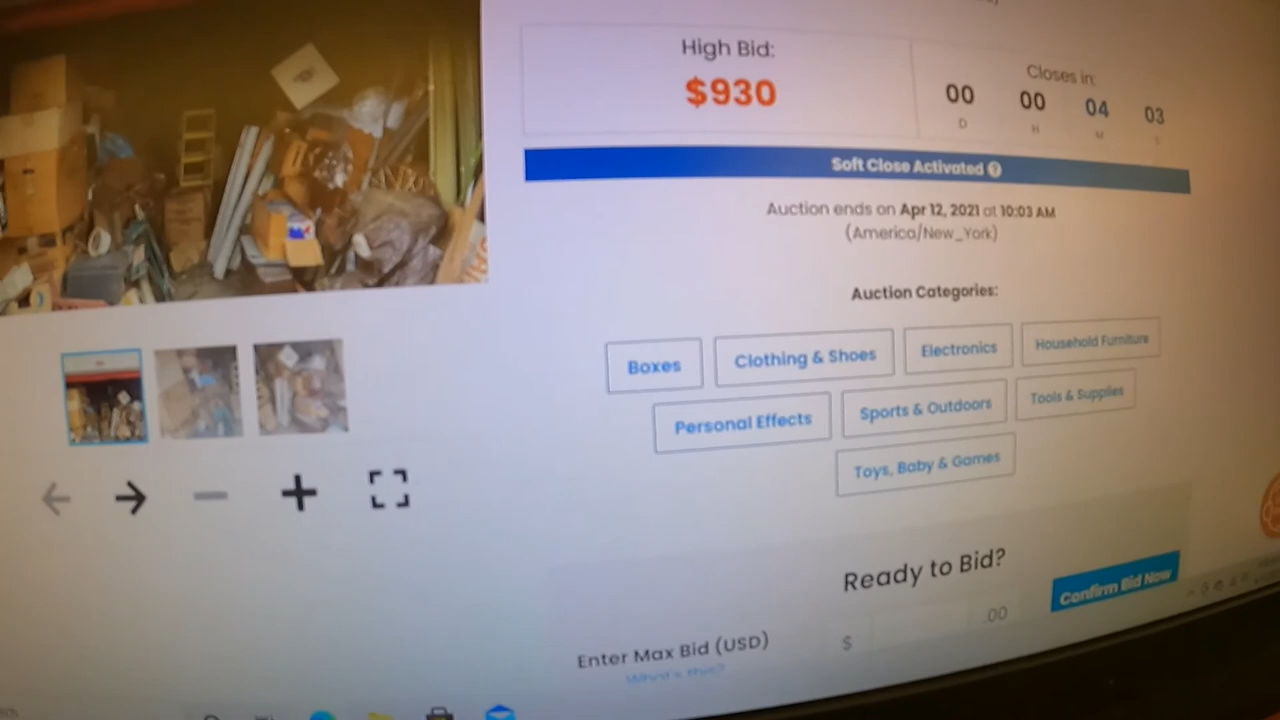 High Bid:
$930
Closes in:
00 00 04 03
D H M
Soft Close Activated ?
Auction ends on Apr 12, 2021 at 10:03 AM
(America/New_York)
Auction Categories:
Boxes Clothing & Shoes Electronics Household Furniture
Personal Effects Sports & Outdoors Tools & Supplies
Toys, Baby & Games
Ready to Bid?
Enter Max Bid (USD) $ .00 Confirm Bid Now
What's this?